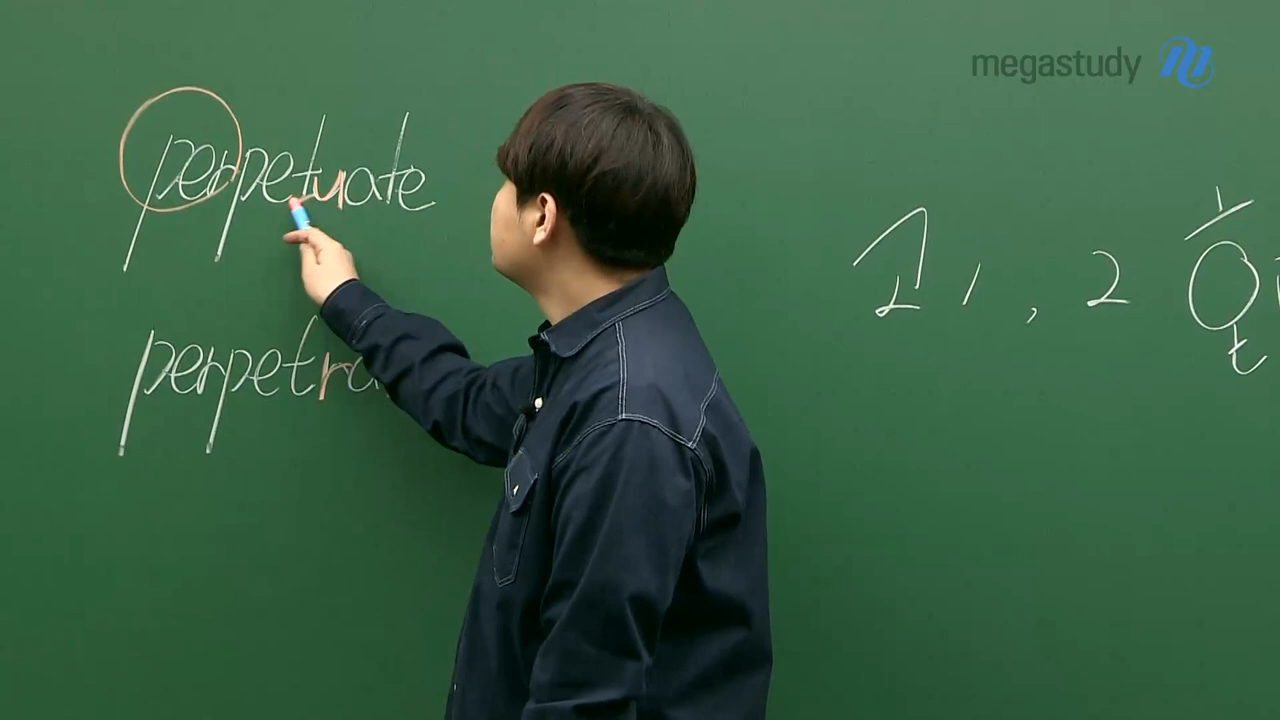 megastudy
perpetuate
고1, 2
perpetra